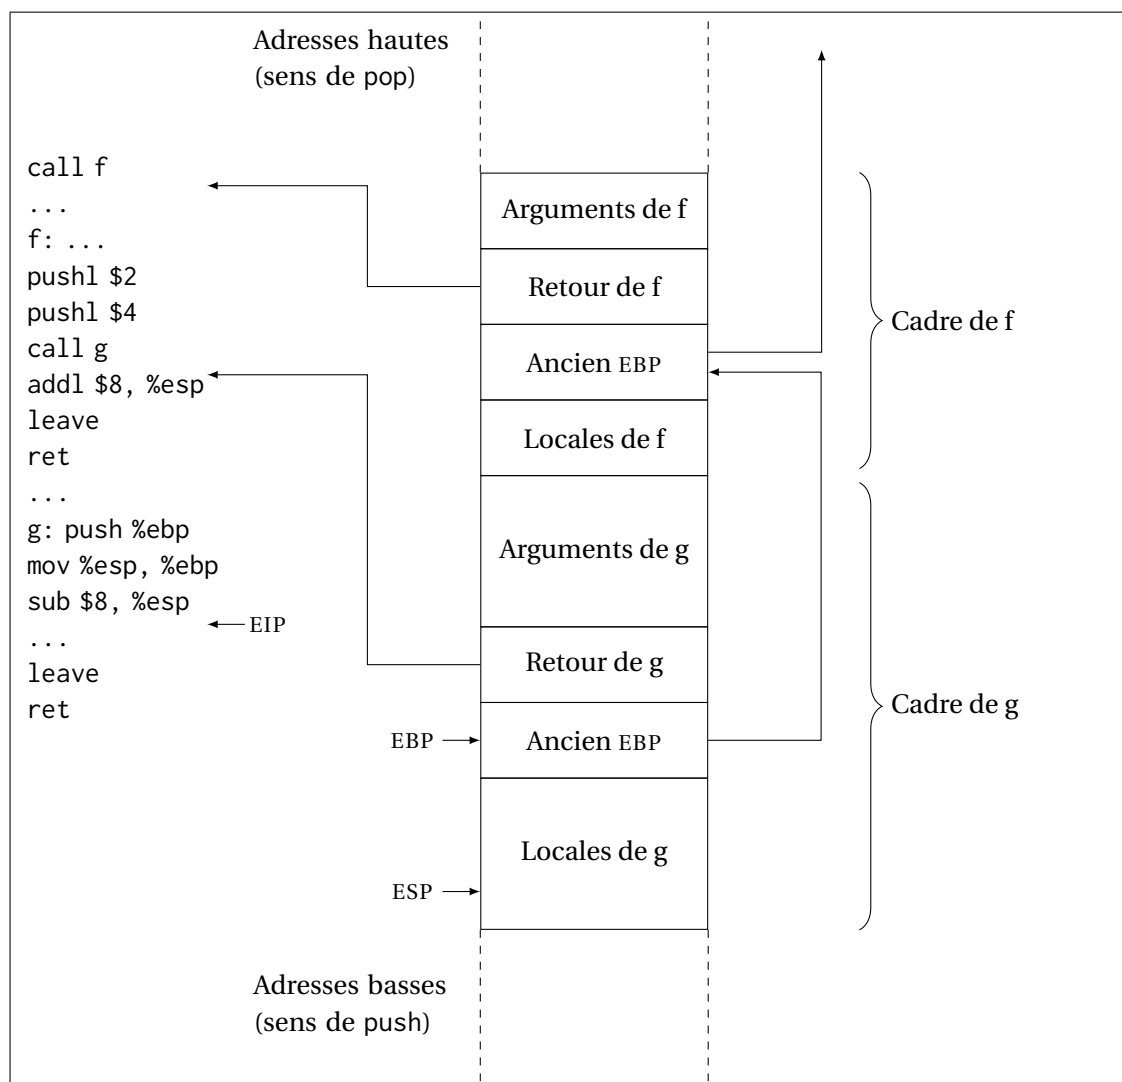 Adresses hautes
(sens de pop)
call f
...
f: ...
pushl $2
pushl $4
call g
addl $8, %esp
leave
ret
...
g: push %ebp
mov %esp, %ebp
sub $8, %esp
...
leave
ret
EIP
Arguments de f
Retour de f
Ancien EBP
Locales de f
Arguments de g
Retour de g
EBP
Ancien EBP
Locales de g
ESP
Cadre de f
Cadre de g
Adresses basses
(sens de push)